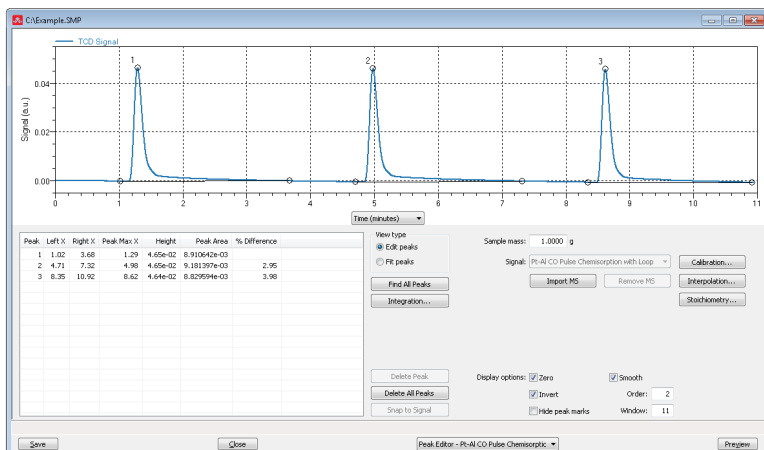 C:\Example.SMP
TCD Signal
1
2
3
0.04
0.02
0.00
Signal (a.u.)
0 1 2 3 4 5 6 7 8 9 10 11
Time (minutes)
Peak Left X Right X Peak Max X Height Peak Area % Difference
1 1.02 3.68 1.29 4.65e-02 8.910642e-03
2 4.71 7.32 4.98 4.65e-02 9.181397e-03 2.95
3 8.35 10.92 8.62 4.64e-02 8.829594e-03 3.98
View type
Edit peaks
Fit peaks
Find All Peaks
Integration...
Delete Peak
Delete All Peaks
Snap to Signal
Sample mass: 1.0000 g
Signal: Pt-Al CO Pulse Chemisorption with Loop
Calibration...
Import MS
Remove MS
Interpolation...
Stoichiometry...
Display options: Zero
Smooth
Invert
Order: 2
Hide peak marks
Window: 11
Save
Close
Peak Editor - Pt-Al CO Pulse Chemisorptic
Preview